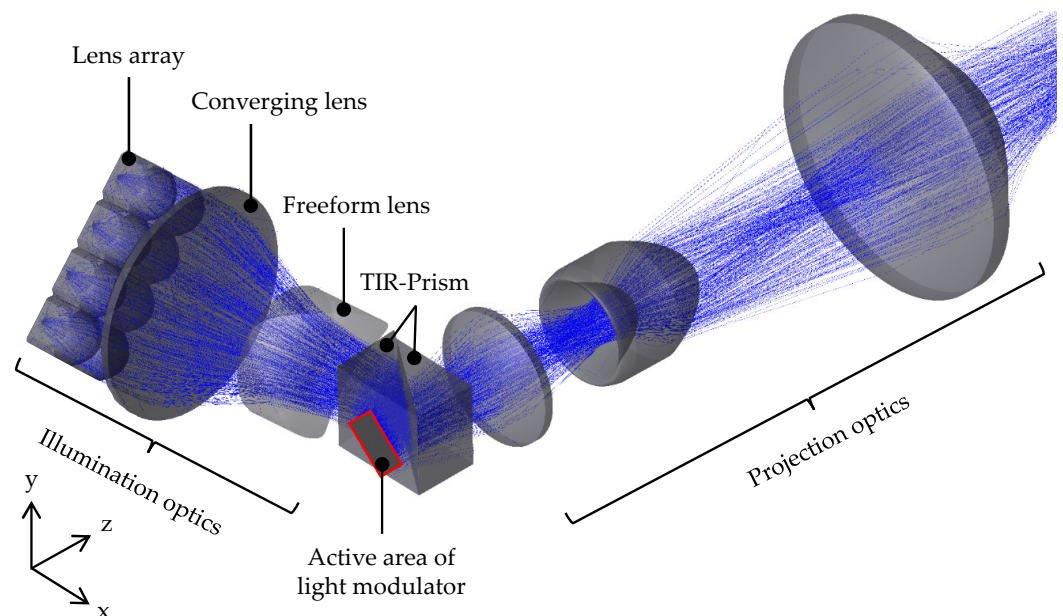 Lens array
Converging lens
Freeform lens
TIR-Prism
Illumination optics
Projection optics
y
z
x
Active area of
light modulator